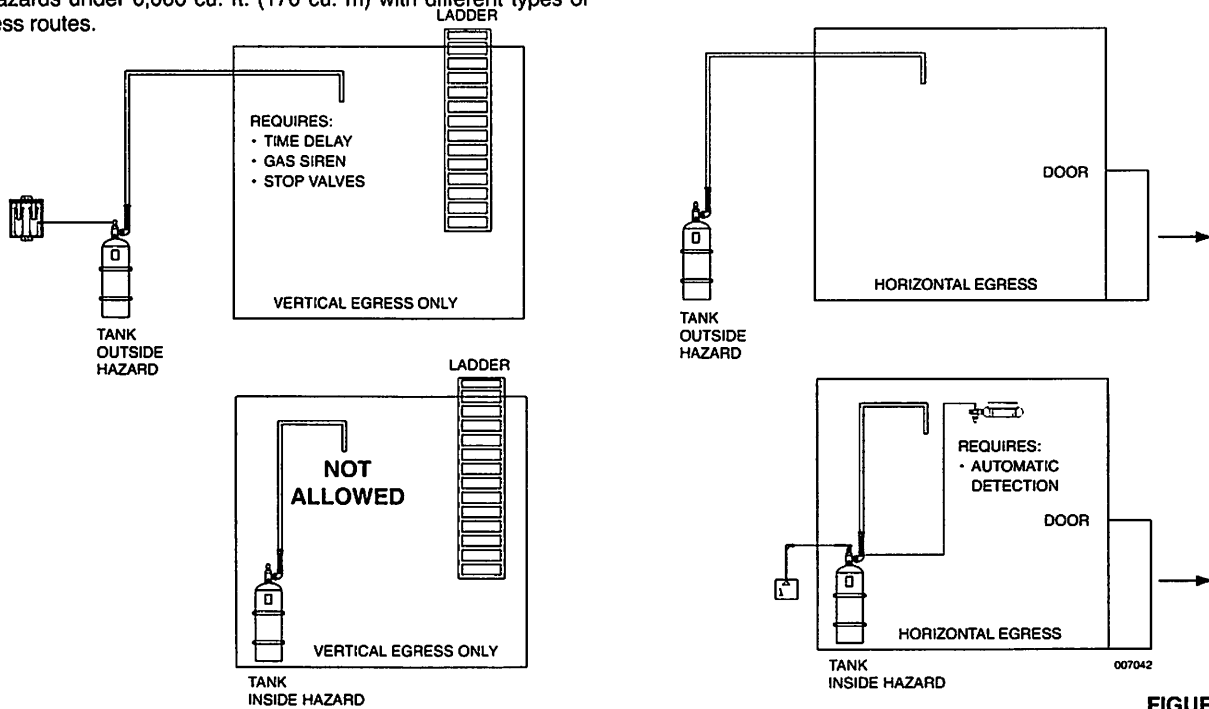 azards under 6,000 cu. ft. (170 cu. m) with different types of
ess routes.
LADDER
REQUIRES:
• TIME DELAY
• GAS SIREN
• STOP VALVES
VERTICAL EGRESS ONLY
TANK
OUTSIDE
HAZARD
DOOR
HORIZONTAL EGRESS
TANK
OUTSIDE
HAZARD
LADDER
NOT
ALLOWED
VERTICAL EGRESS ONLY
TANK
INSIDE HAZARD
REQUIRES:
• AUTOMATIC
DETECTION
DOOR
HORIZONTAL EGRESS
TANK
INSIDE HAZARD
007042
FIGUR